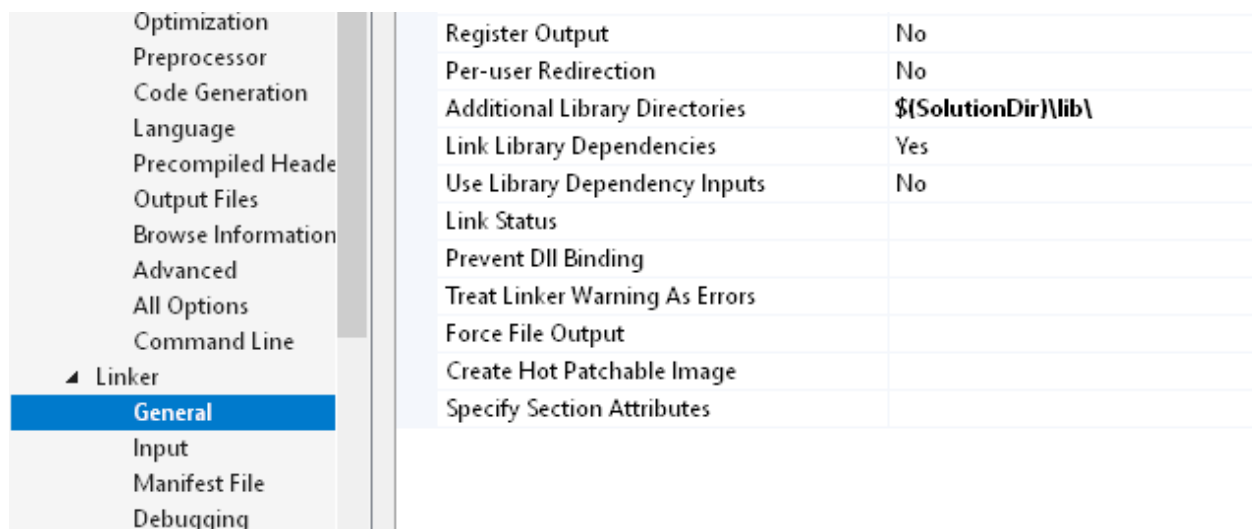 Optimization
Preprocessor
Code Generation
Language
Precompiled Heade
Output Files
Browse Information
Advanced
All Options
Command Line
Linker
General
Input
Manifest File
Debugging
Register Output No
Per-user Redirection No
Additional Library Directories $(SolutionDir)\lib\
Link Library Dependencies Yes
Use Library Dependency Inputs No
Link Status
Prevent Dll Binding
Treat Linker Warning As Errors
Force File Output
Create Hot Patchable Image
Specify Section Attributes